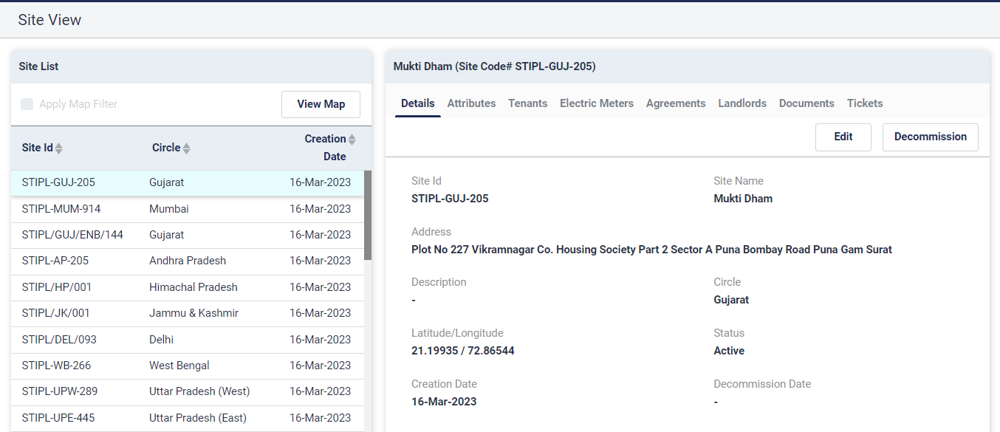 Site View
Site List
Apply Map Filter
View Map
Site Id
Circle
Creation
Date
STIPL-GUJ-205 Gujarat 16-Mar-2023
STIPL-MUM-914 Mumbai 16-Mar-2023
STIPL/GUJ/ENB/144 Gujarat 16-Mar-2023
STIPL-AP-205 Andhra Pradesh 16-Mar-2023
STIPL/HP/001 Himachal Pradesh 16-Mar-2023
STIPL/JK/001 Jammu & Kashmir 16-Mar-2023
STIPL/DEL/093 Delhi 16-Mar-2023
STIPL-WB-266 West Bengal 16-Mar-2023
STIPL-UPW-289 Uttar Pradesh (West) 16-Mar-2023
STIPL-UPE-445 Uttar Pradesh (East) 16-Mar-2023
Mukti Dham (Site Code# STIPL-GUJ-205)
Details Attributes Tenants Electric Meters Agreements Landlords Documents Tickets
Edit Decommission
Site Id
STIPL-GUJ-205
Site Name
Mukti Dham
Address
Plot No 227 Vikramnagar Co. Housing Society Part 2 Sector A Puna Bombay Road Puna Gam Surat
Description
-
Circle
Gujarat
Latitude/Longitude
21.19935 / 72.86544
Status
Active
Creation Date
16-Mar-2023
Decommission Date
-